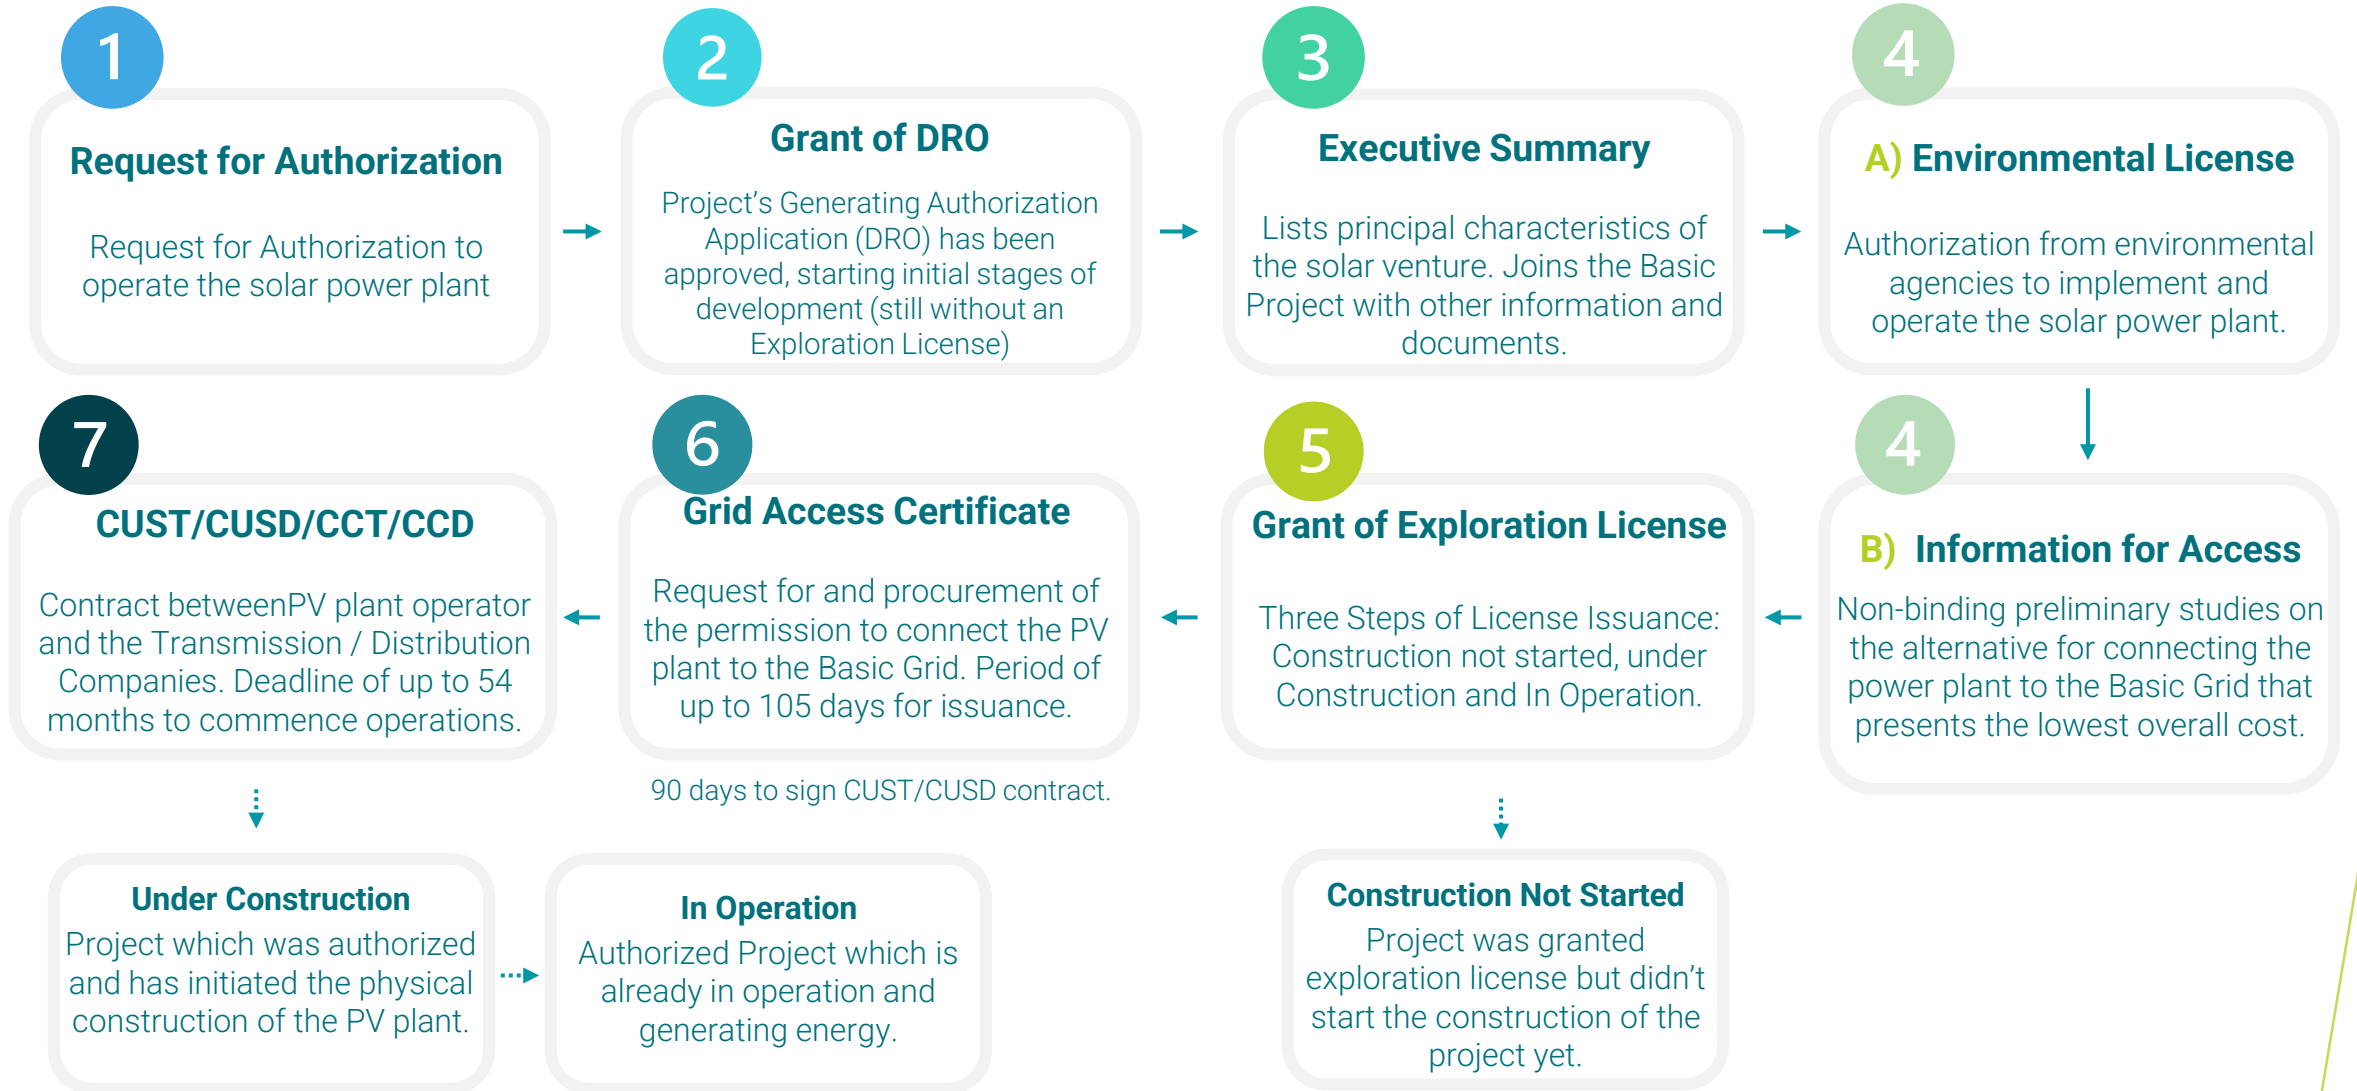 1
Request for Authorization
Request for Authorization to
operate the solar power plant
2
Grant of DRO
Project’s Generating Authorization
Application (DRO) has been
approved, starting initial stages of
development (still without an
Exploration License)
3
Executive Summary
Lists principal characteristics of
the solar venture. Joins the Basic
Project with other information and
documents.
4
A) Environmental License
Authorization from environmental
agencies to implement and
operate the solar power plant.
4
B) Information for Access
Non-binding preliminary studies on
the alternative for connecting the
power plant to the Basic Grid that
presents the lowest overall cost.
5
Grant of Exploration License
Three Steps of License Issuance:
Construction not started, under
Construction and In Operation.
6
Grid Access Certificate
Request for and procurement of
the permission to connect the PV
plant to the Basic Grid. Period of
up to 105 days for issuance.
90 days to sign CUST/CUSD contract.
7
CUST/CUSD/CCT/CCD
Contract betweenPV plant operator
and the Transmission / Distribution
Companies. Deadline of up to 54
months to commence operations.
Under Construction
Project which was authorized
and has initiated the physical
construction of the PV plant.
In Operation
Authorized Project which is
already in operation and
generating energy.
Construction Not Started
Project was granted
exploration license but didn’t
start the construction of the
project yet.